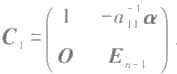 C₁ = ( 1  -a₁₁⁻¹α
O  Eₙ₋₁ ).